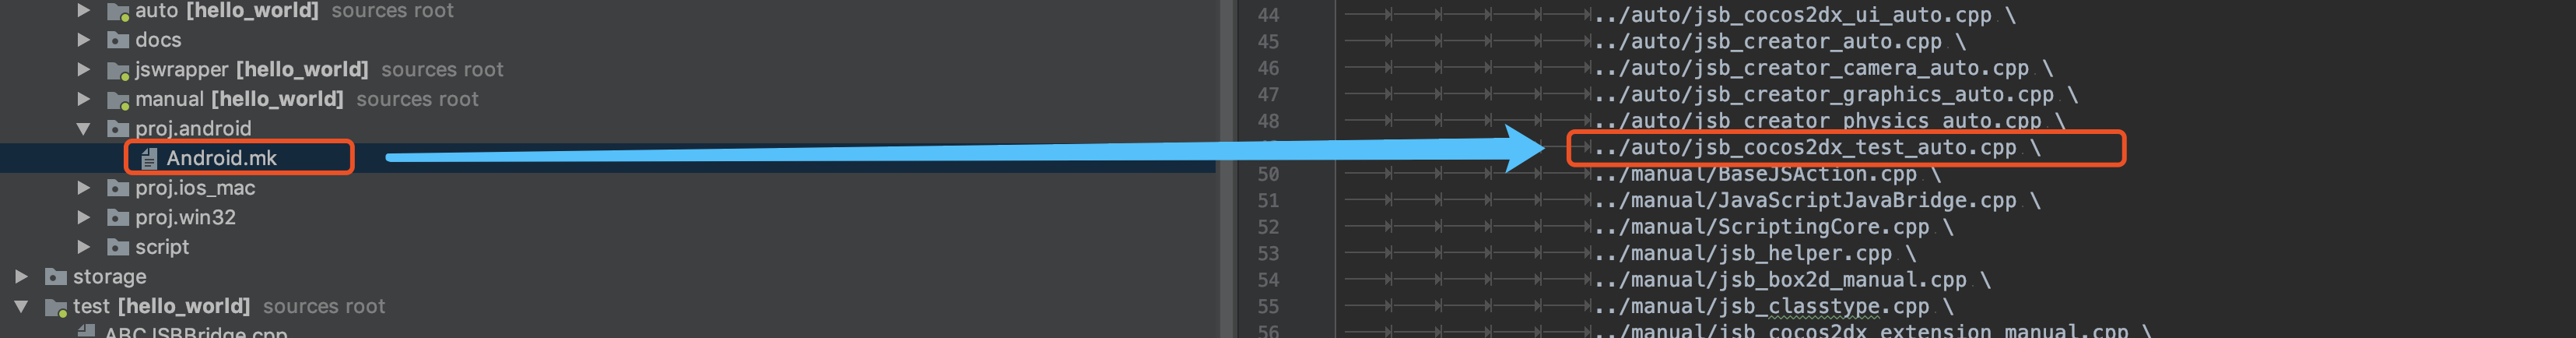 auto [hello_world] sources root
docs
jswrapper [hello_world] sources root
manual [hello_world] sources root
proj.android
Android.mk
proj.ios_mac
proj.win32
script
storage
test [hello_world] sources root
ABCJSBBridge.cpp
44 ../auto/jsb_cocos2dx_ui_auto.cpp \
45 ../auto/jsb_creator_auto.cpp \
46 ../auto/jsb_creator_camera_auto.cpp \
47 ../auto/jsb_creator_graphics_auto.cpp \
48 ../auto/jsb_creator_physics_auto.cpp \
../auto/jsb_cocos2dx_test_auto.cpp \
50 ../manual/BaseJSAction.cpp \
51 ../manual/JavaScriptJavaBridge.cpp \
52 ../manual/ScriptingCore.cpp \
53 ../manual/jsb_helper.cpp \
54 ../manual/jsb_box2d_manual.cpp \
55 ../manual/jsb_classtype.cpp \
56 ../manual/jsb_cocos2dx_extension_manual.cpp \